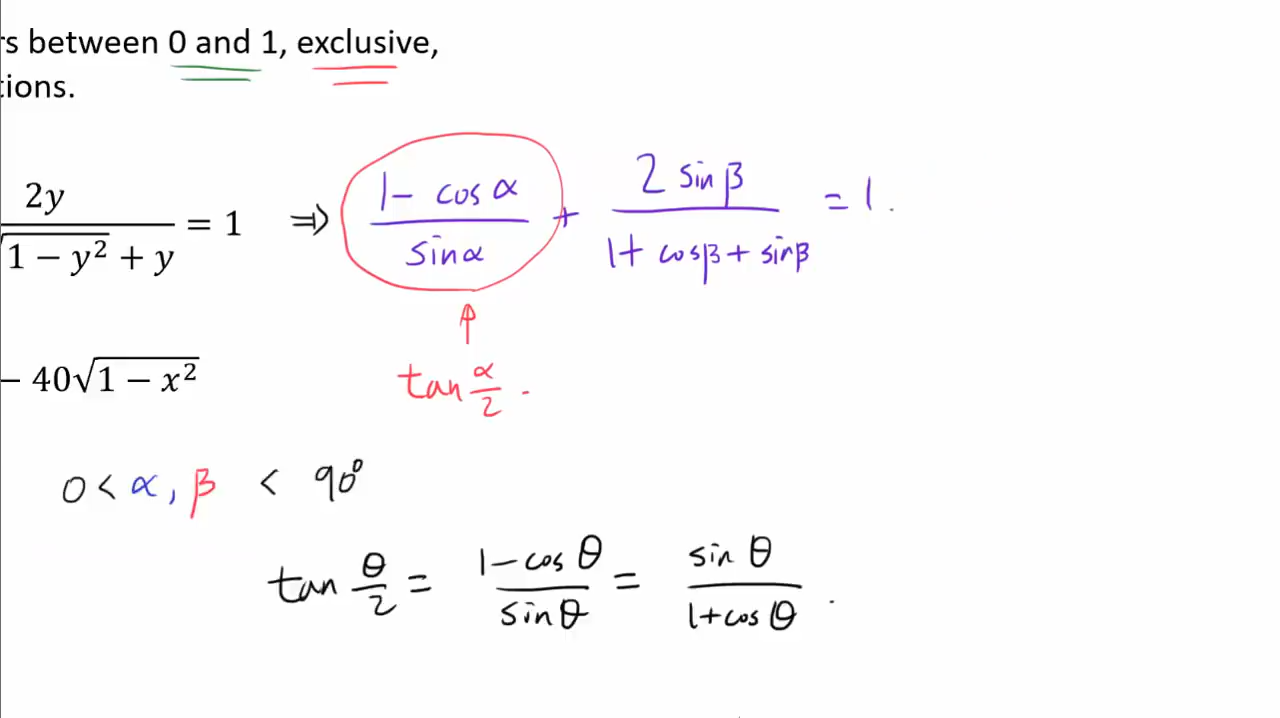 rs between 0 and 1, exclusive,
tions.
2y / √1 − y² + y = 1 ⇒ 1 − cos α / sin α + 2 sin β / 1 + cos β + sin β = 1.
↑
tan α/2 .
− 40√1 − x²
0 < α, β < 90°
tan θ/2 = 1 − cos θ / sin θ = sin θ / 1 + cos θ .